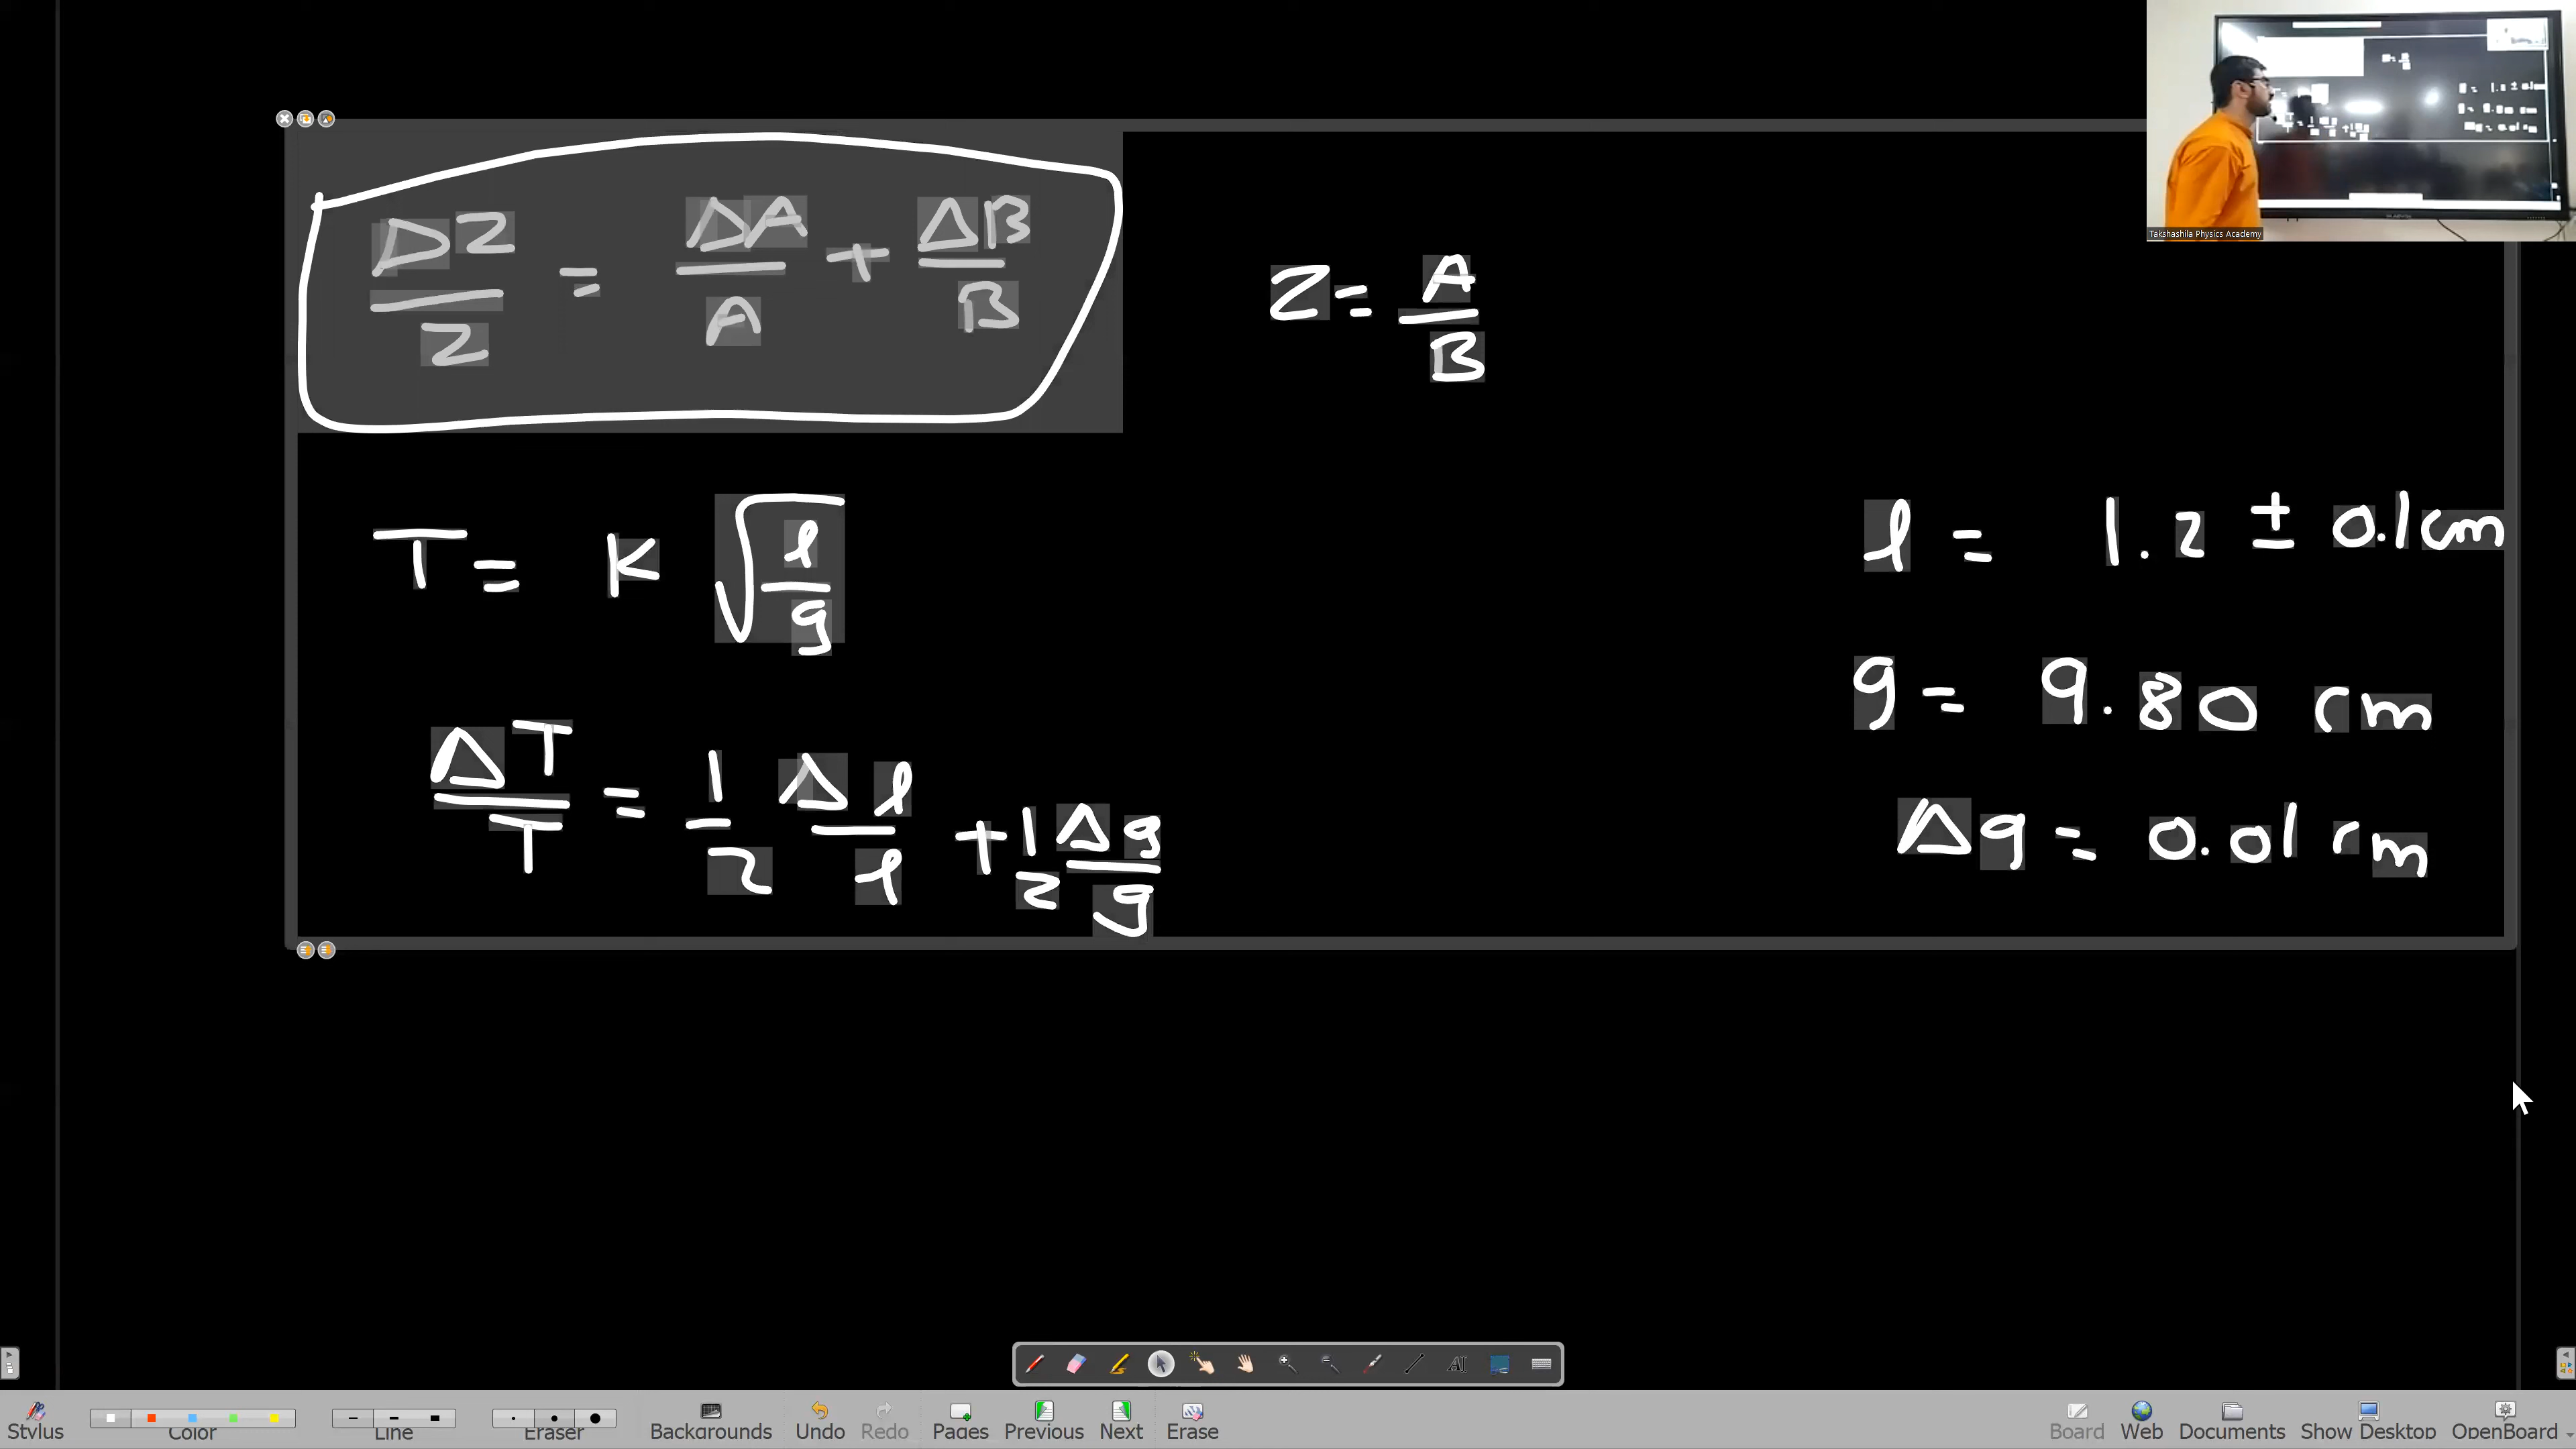 ΔZ/Z = ΔA/A + ΔB/B
Z = A/B
T = K √(l/g)
l = 1.2 ± 0.1cm
g = 9.80 cm
ΔT/T = 1/2 Δl/l + 1/2 Δg/g
Δg = 0.01 cm
Takshashila Physics Academy
Stylus Color Line Eraser Backgrounds Undo Redo Pages Previous Next Erase Board Web Documents Show Desktop OpenBoard